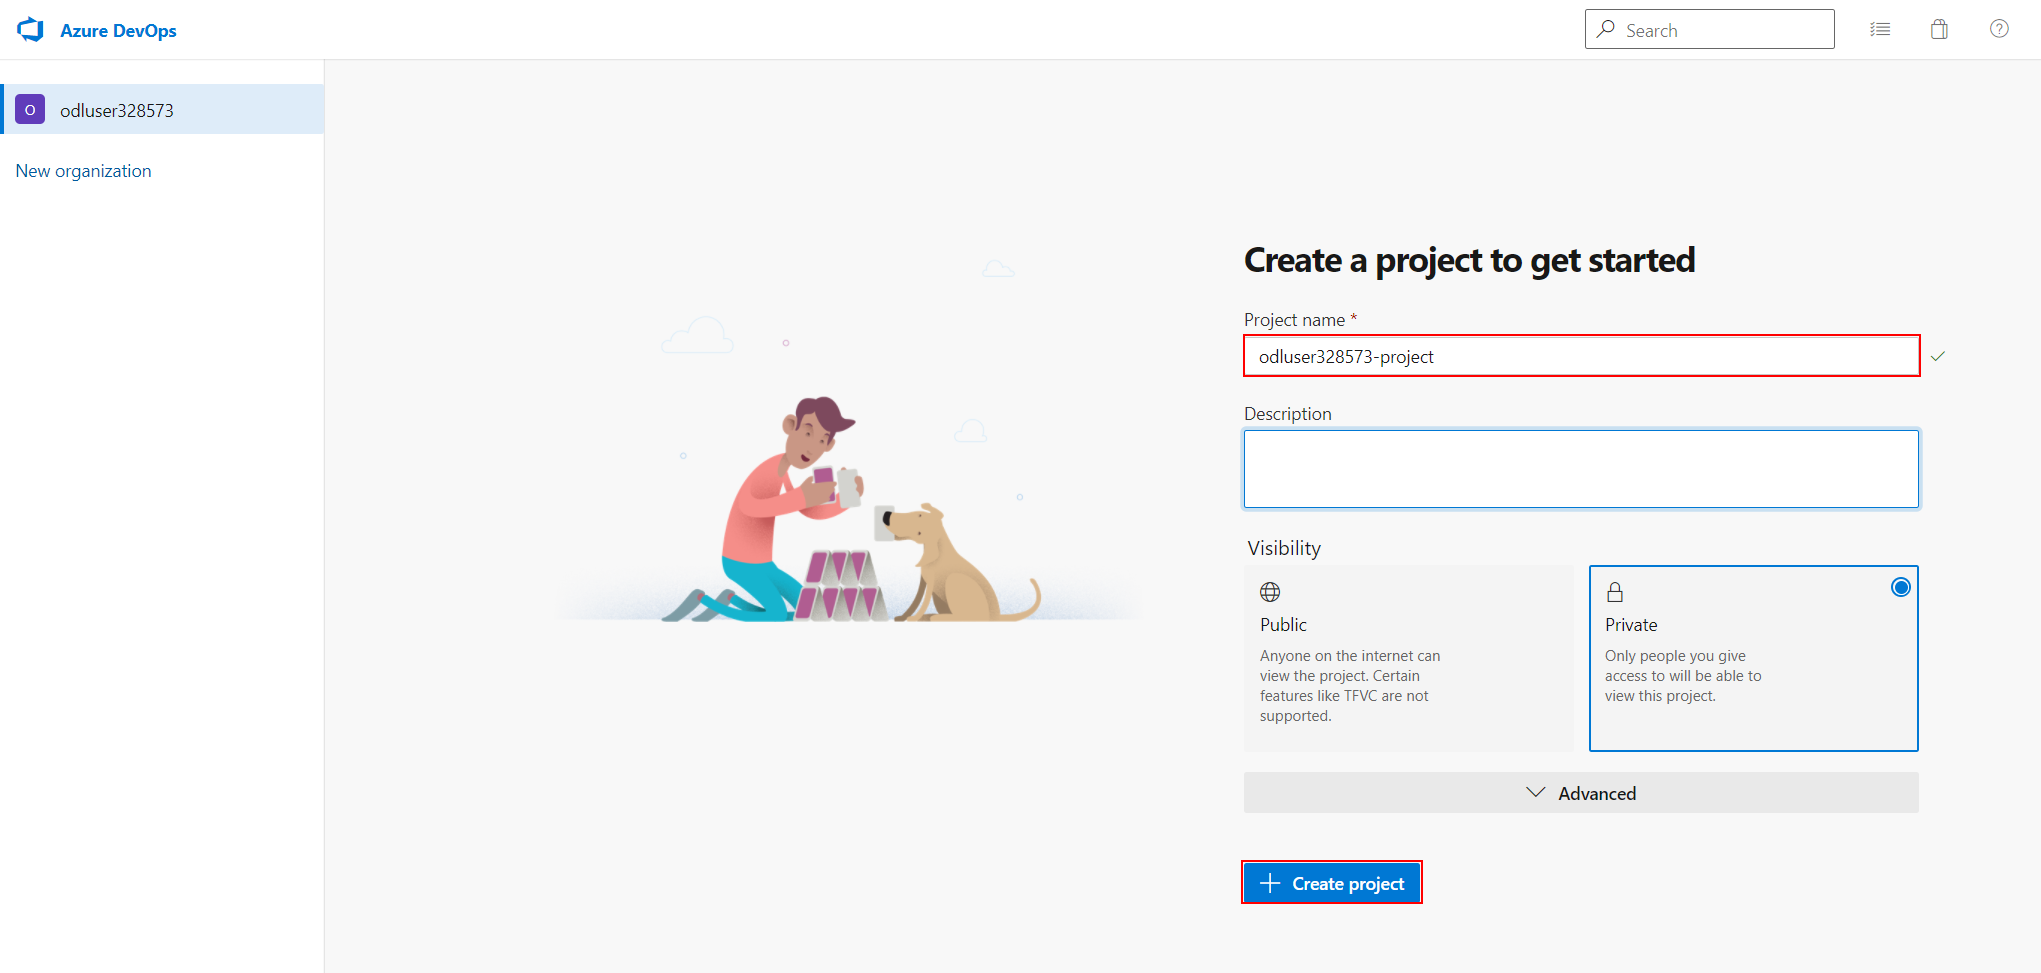 Azure DevOps
Search
O
odluser328573
New organization
Create a project to get started
Project name *
odluser328573-project
Description
Visibility
Public
Anyone on the internet can
view the project. Certain
features like TFVC are not
supported.
Private
Only people you give
access to will be able to
view this project.
Advanced
Create project